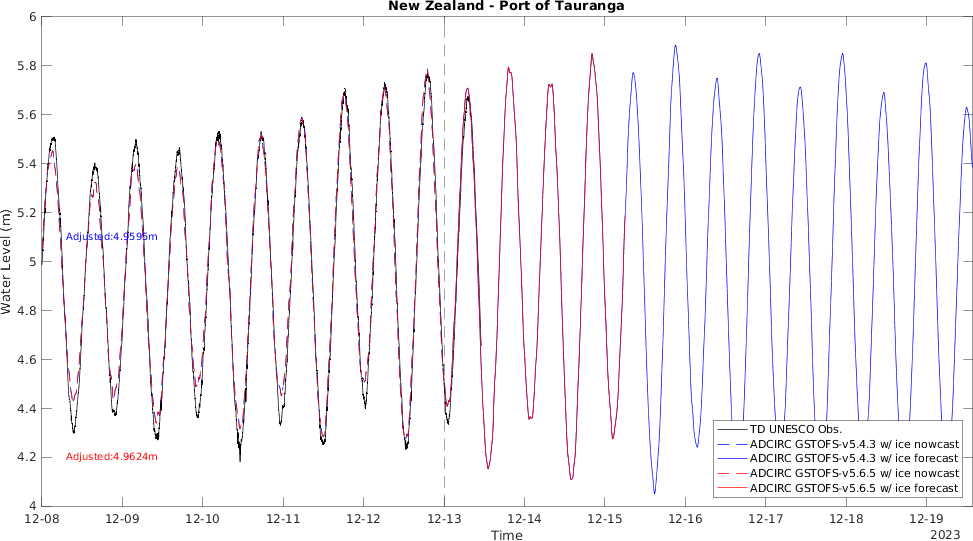 New Zealand - Port of Tauranga
6
5.8
5.6
5.4
5.2
5
4.8
4.6
4.4
4.2
4
Water Level (m)
Adjusted:4.9595m
Adjusted:4.9624m
TD UNESCO Obs.
ADCIRC GSTOFS-v5.4.3 w/ ice nowcast
ADCIRC GSTOFS-v5.4.3 w/ ice forecast
ADCIRC GSTOFS-v5.6.5 w/ ice nowcast
ADCIRC GSTOFS-v5.6.5 w/ ice forecast
12-08 12-09 12-10 12-11 12-12 12-13 12-14 12-15 12-16 12-17 12-18 12-19
Time
2023